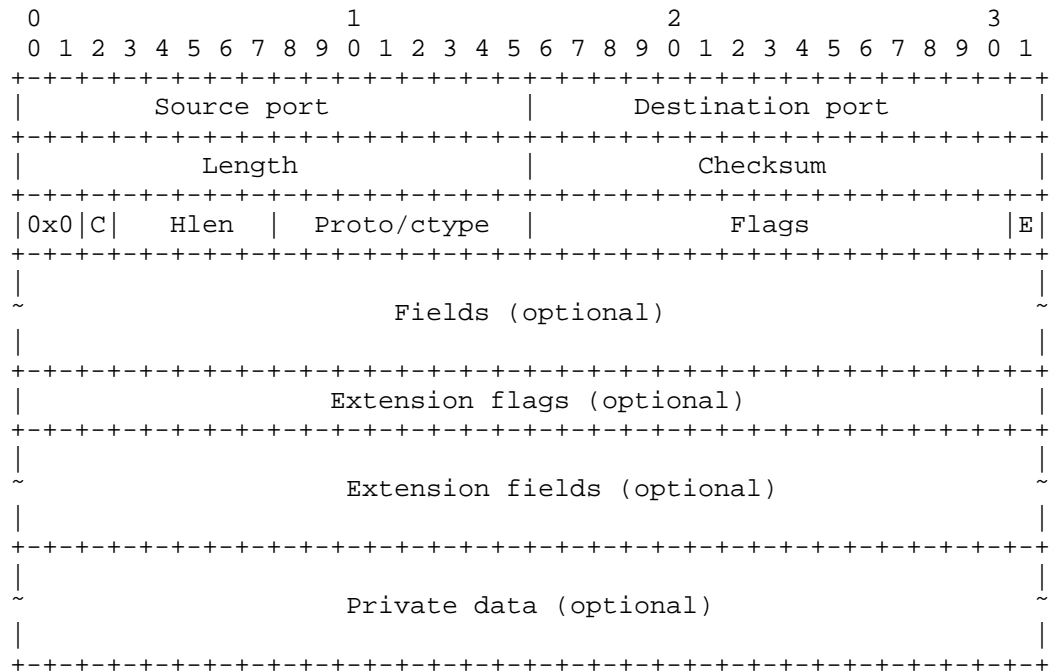 0                   1                   2                   3
 0 1 2 3 4 5 6 7 8 9 0 1 2 3 4 5 6 7 8 9 0 1 2 3 4 5 6 7 8 9 0 1
+-+-+-+-+-+-+-+-+-+-+-+-+-+-+-+-+-+-+-+-+-+-+-+-+-+-+-+-+-+-+-+-+
|        Source port            |      Destination port         |
+-+-+-+-+-+-+-+-+-+-+-+-+-+-+-+-+-+-+-+-+-+-+-+-+-+-+-+-+-+-+-+-+
|           Length              |          Checksum             |
+-+-+-+-+-+-+-+-+-+-+-+-+-+-+-+-+-+-+-+-+-+-+-+-+-+-+-+-+-+-+-+-+
|0x0|C|   Hlen  |  Proto/ctype  |            Flags            |E|
+-+-+-+-+-+-+-+-+-+-+-+-+-+-+-+-+-+-+-+-+-+-+-+-+-+-+-+-+-+-+-+-+
|                                                               |
~                       Fields (optional)                       ~
|                                                               |
+-+-+-+-+-+-+-+-+-+-+-+-+-+-+-+-+-+-+-+-+-+-+-+-+-+-+-+-+-+-+-+-+
|                   Extension flags (optional)                  |
+-+-+-+-+-+-+-+-+-+-+-+-+-+-+-+-+-+-+-+-+-+-+-+-+-+-+-+-+-+-+-+-+
|                                                               |
~                    Extension fields (optional)                ~
|                                                               |
+-+-+-+-+-+-+-+-+-+-+-+-+-+-+-+-+-+-+-+-+-+-+-+-+-+-+-+-+-+-+-+-+
|                                                               |
~                    Private data (optional)                    ~
|                                                               |
+-+-+-+-+-+-+-+-+-+-+-+-+-+-+-+-+-+-+-+-+-+-+-+-+-+-+-+-+-+-+-+-+